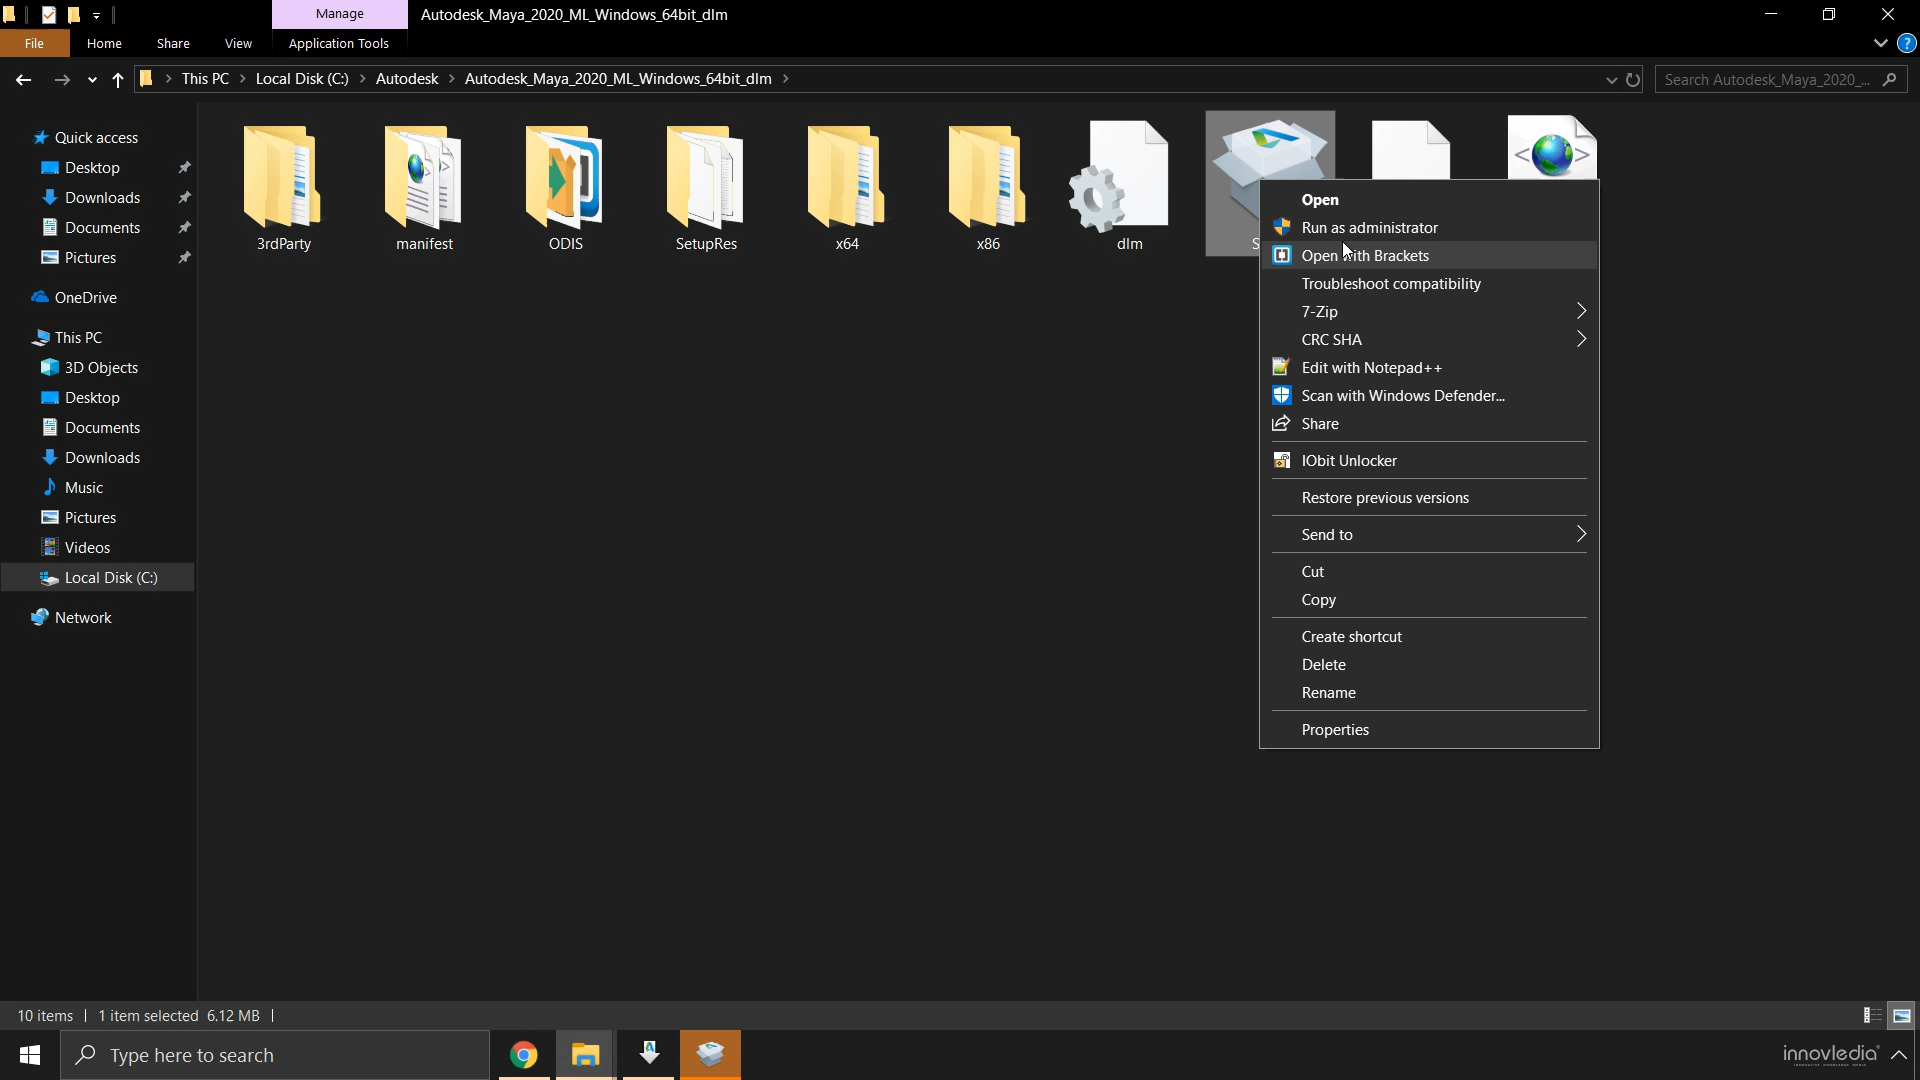 Manage
Autodesk_Maya_2020_ML_Windows_64bit_dlm
File
Home
Share
View
Application Tools
This PC
Local Disk (C:)
Autodesk
Autodesk_Maya_2020_ML_Windows_64bit_dlm
Search Autodesk_Maya_2020_...
Quick access
Desktop
Downloads
Documents
Pictures
OneDrive
This PC
3D Objects
Desktop
Documents
Downloads
Music
Pictures
Videos
Local Disk (C:)
Network
3rdParty
manifest
ODIS
SetupRes
x64
x86
dlm
Open
Run as administrator
Open with Brackets
Troubleshoot compatibility
7-Zip
CRC SHA
Edit with Notepad++
Scan with Windows Defender...
Share
IObit Unlocker
Restore previous versions
Send to
Cut
Copy
Create shortcut
Delete
Rename
Properties
10 items
1 item selected 6.12 MB
Type here to search
innovledia